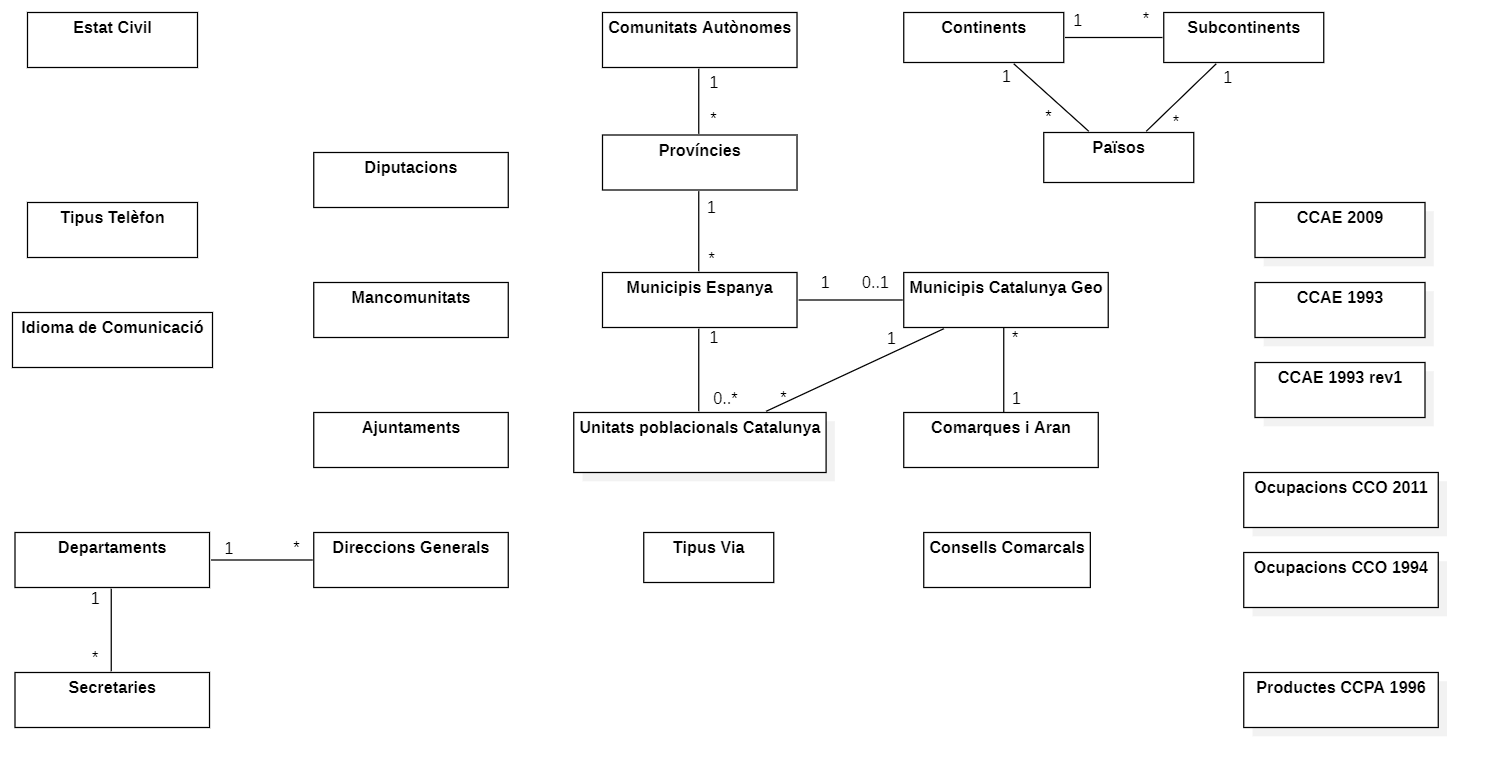 Estat Civil
Comunitats Autònomes
Continents
1
*
Subcontinents
1
*
1
*
1
*
Països
Províncies
Diputacions
Tipus Telèfon
1
*
CCAE 2009
Mancomunitats
Municipis Espanya
1
0..1
Municipis Catalunya Geo
CCAE 1993
Idioma de Comunicació
1
0..*
1
*
*
1
CCAE 1993 rev1
Ajuntaments
Unitats poblacionals Catalunya
Comarques i Aran
Ocupacions CCO 2011
Departaments
1
*
Direccions Generals
Tipus Via
Consells Comarcals
Ocupacions CCO 1994
1
*
Secretaries
Productes CCPA 1996